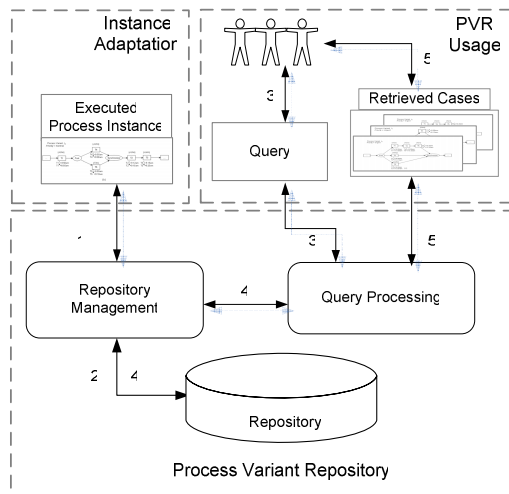 Instance
Adaptation
PVR
Usage
5
3
Executed
Process Instance
Retrieved Cases
Query
1
3
5
Repository
Management
4
Query Processing
2 4
Repository
Process Variant Repository